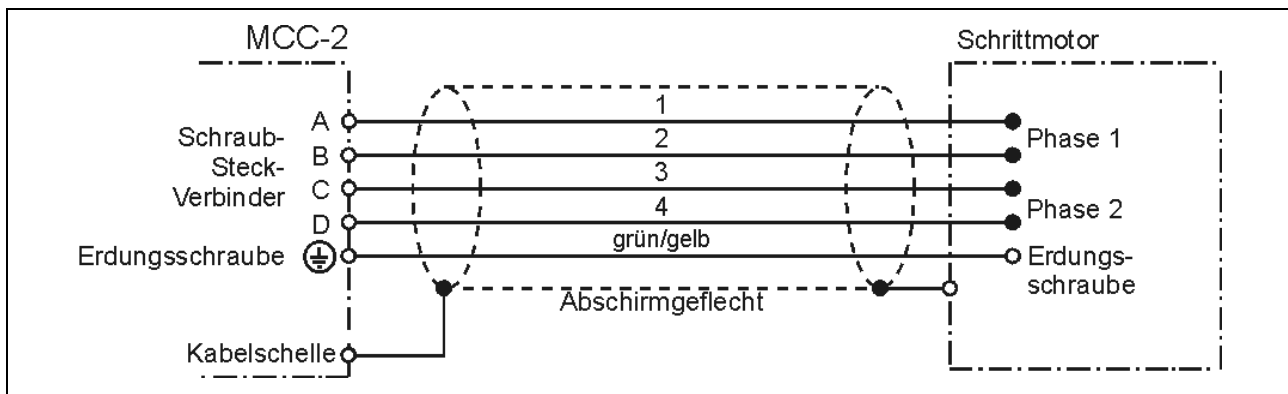 MCC-2
Schrittmotor
1
A
Phase 1
2
Schraub-
Steck-
Verbinder
B
3
C
4
Phase 2
D
grün/gelb
Erdungsschraube
Erdungs-
schraube
Abschirmgeflecht
Kabelschelle